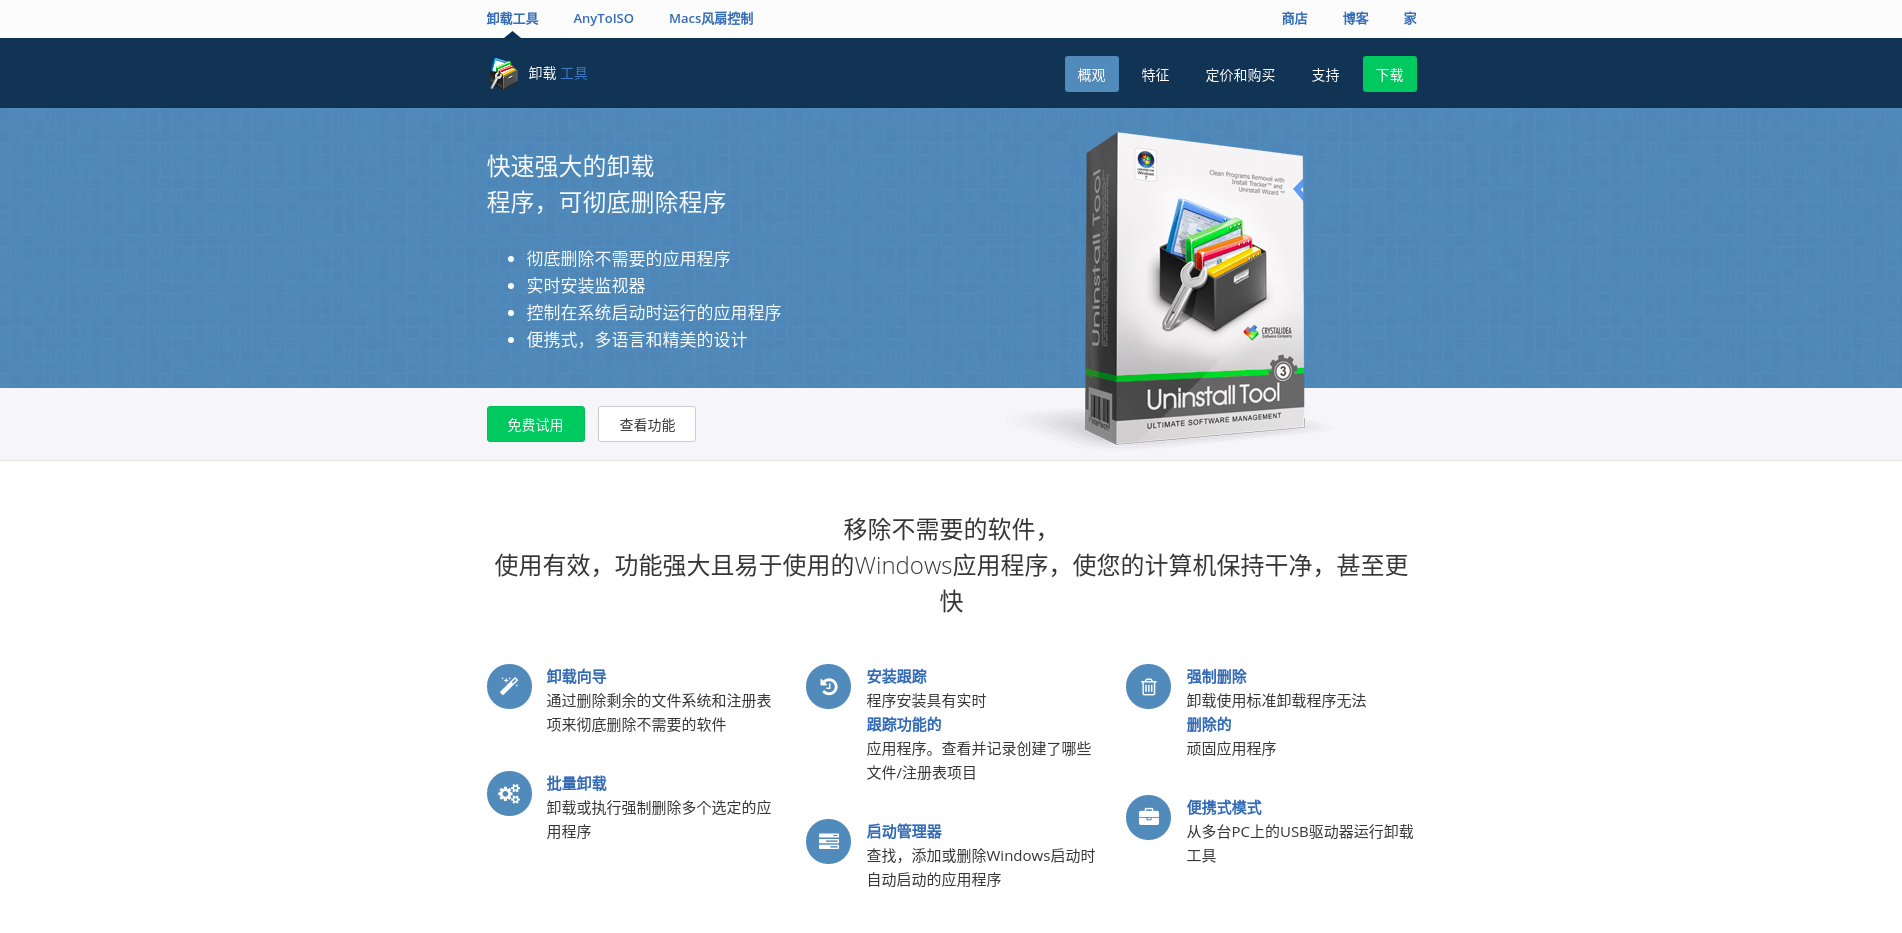 卸载工具 AnyToISO Macs风扇控制 商店 博客 家
卸载 工具 概观 特征 定价和购买 支持 下载
快速强大的卸载
程序，可彻底删除程序
彻底删除不需要的应用程序
实时安装监视器
控制在系统启动时运行的应用程序
便携式，多语言和精美的设计
Clean Programs Removal with
Install Tracker™ and
Uninstall Wizard™
Uninstall Tool
CRYSTALIDEA
Software Company
3
Uninstall Tool
ULTIMATE SOFTWARE MANAGEMENT
免费试用 查看功能
移除不需要的软件，
使用有效，功能强大且易于使用的Windows应用程序，使您的计算机保持干净，甚至更
快
卸载向导
通过删除剩余的文件系统和注册表
项来彻底删除不需要的软件
批量卸载
卸载或执行强制删除多个选定的应
用程序
安装跟踪
程序安装具有实时
跟踪功能的
应用程序。查看并记录创建了哪些
文件/注册表项目
启动管理器
查找，添加或删除Windows启动时
自动启动的应用程序
强制删除
卸载使用标准卸载程序无法
删除的
顽固应用程序
便携式模式
从多台PC上的USB驱动器运行卸载
工具